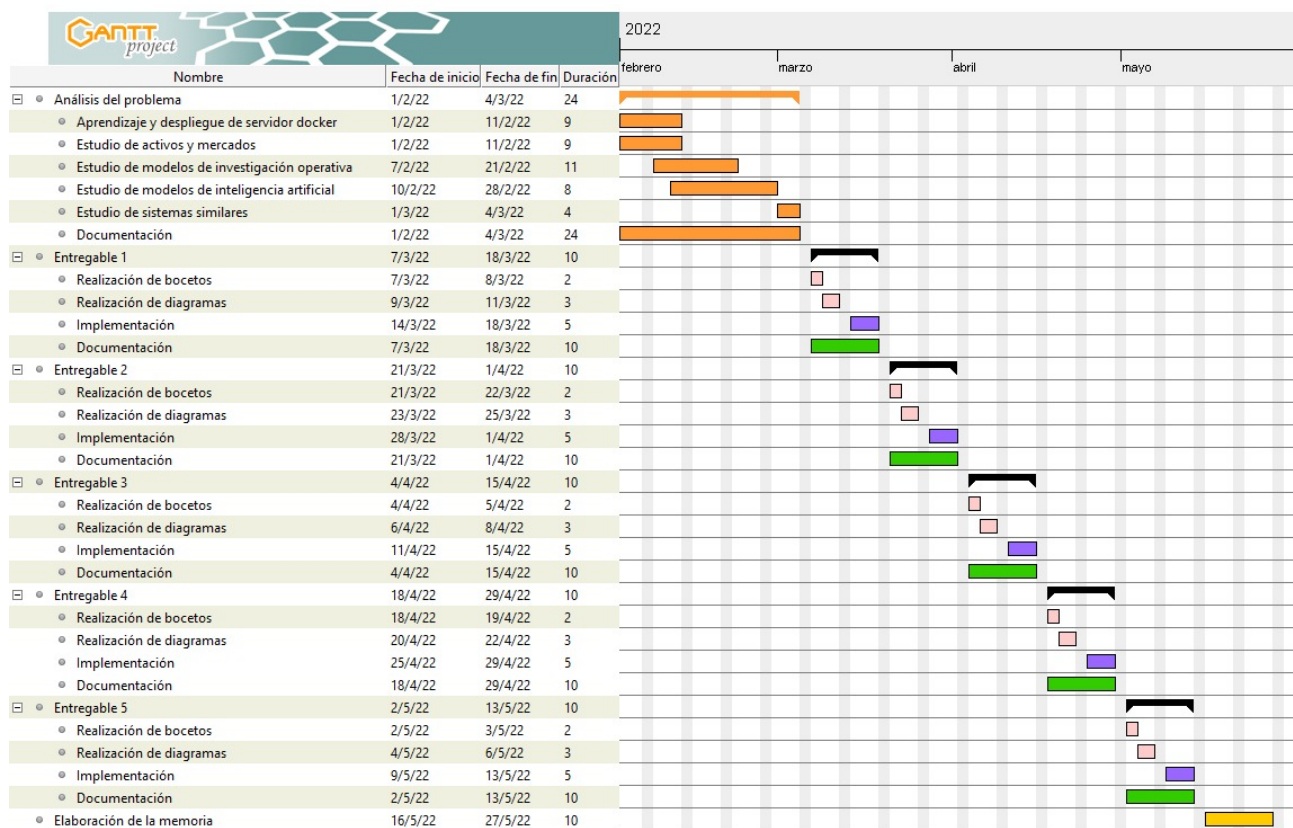 GANTT
project
2022
febrero marzo abril mayo
Nombre Fecha de inicio Fecha de fin Duración
Análisis del problema 1/2/22 4/3/22 24
Aprendizaje y despliegue de servidor docker 1/2/22 11/2/22 9
Estudio de activos y mercados 1/2/22 11/2/22 9
Estudio de modelos de investigación operativa 7/2/22 21/2/22 11
Estudio de modelos de inteligencia artificial 10/2/22 28/2/22 8
Estudio de sistemas similares 1/3/22 4/3/22 4
Documentación 1/2/22 4/3/22 24
Entregable 1 7/3/22 18/3/22 10
Realización de bocetos 7/3/22 8/3/22 2
Realización de diagramas 9/3/22 11/3/22 3
Implementación 14/3/22 18/3/22 5
Documentación 7/3/22 18/3/22 10
Entregable 2 21/3/22 1/4/22 10
Realización de bocetos 21/3/22 22/3/22 2
Realización de diagramas 23/3/22 25/3/22 3
Implementación 28/3/22 1/4/22 5
Documentación 21/3/22 1/4/22 10
Entregable 3 4/4/22 15/4/22 10
Realización de bocetos 4/4/22 5/4/22 2
Realización de diagramas 6/4/22 8/4/22 3
Implementación 11/4/22 15/4/22 5
Documentación 4/4/22 15/4/22 10
Entregable 4 18/4/22 29/4/22 10
Realización de bocetos 18/4/22 19/4/22 2
Realización de diagramas 20/4/22 22/4/22 3
Implementación 25/4/22 29/4/22 5
Documentación 18/4/22 29/4/22 10
Entregable 5 2/5/22 13/5/22 10
Realización de bocetos 2/5/22 3/5/22 2
Realización de diagramas 4/5/22 6/5/22 3
Implementación 9/5/22 13/5/22 5
Documentación 2/5/22 13/5/22 10
Elaboración de la memoria 16/5/22 27/5/22 10